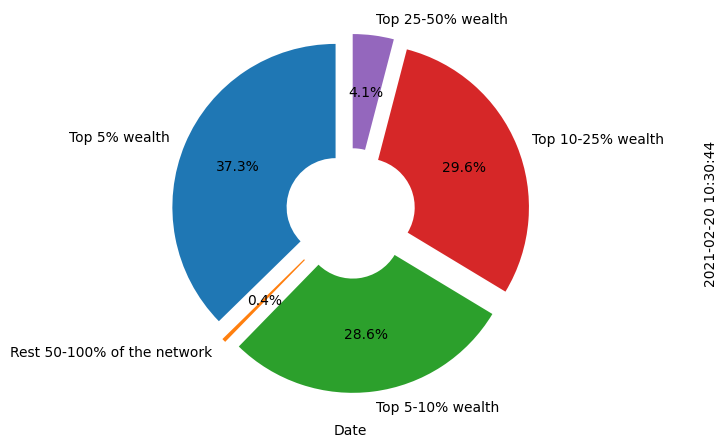 Top 25-50% wealth
4.1%
Top 5% wealth
Top 10-25% wealth
37.3%
29.6%
2021-02-20 10:30:44
0.4%
28.6%
Rest 50-100% of the network
Top 5-10% wealth
Date